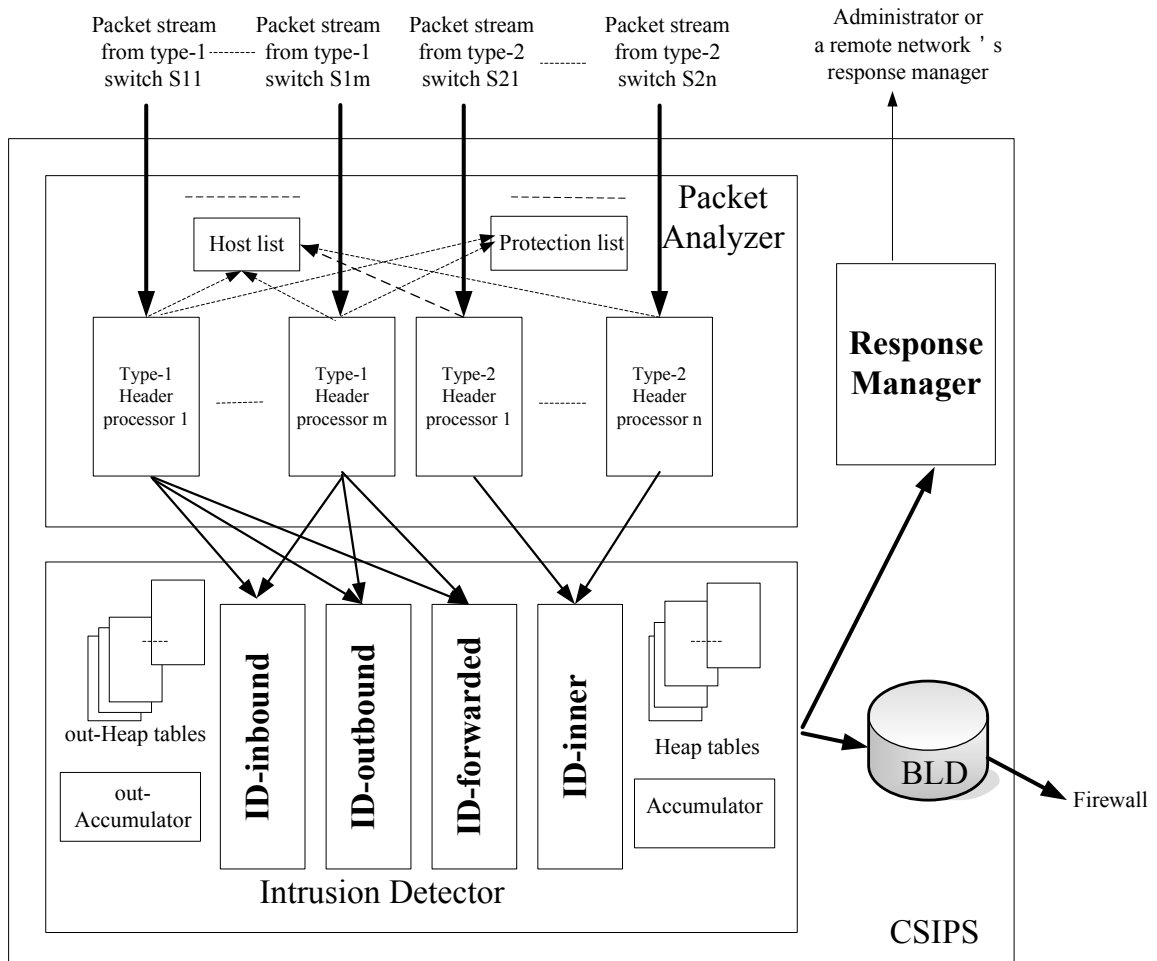 Packet stream
from type-1
switch S11
Packet stream
from type-1
switch S1m
Packet stream
from type-2
switch S21
Packet stream
from type-2
switch S2n
Administrator or
a remote network ’ s
response manager
Packet
Analyzer
Host list
Protection list
Type-1
Header
processor 1
Type-1
Header
processor m
Type-2
Header
processor 1
Type-2
Header
processor n
Response
Manager
out-Heap tables
out-
Accumulator
ID-inbound
ID-outbound
ID-forwarded
ID-inner
Heap tables
Accumulator
Intrusion Detector
BLD
Firewall
CSIPS